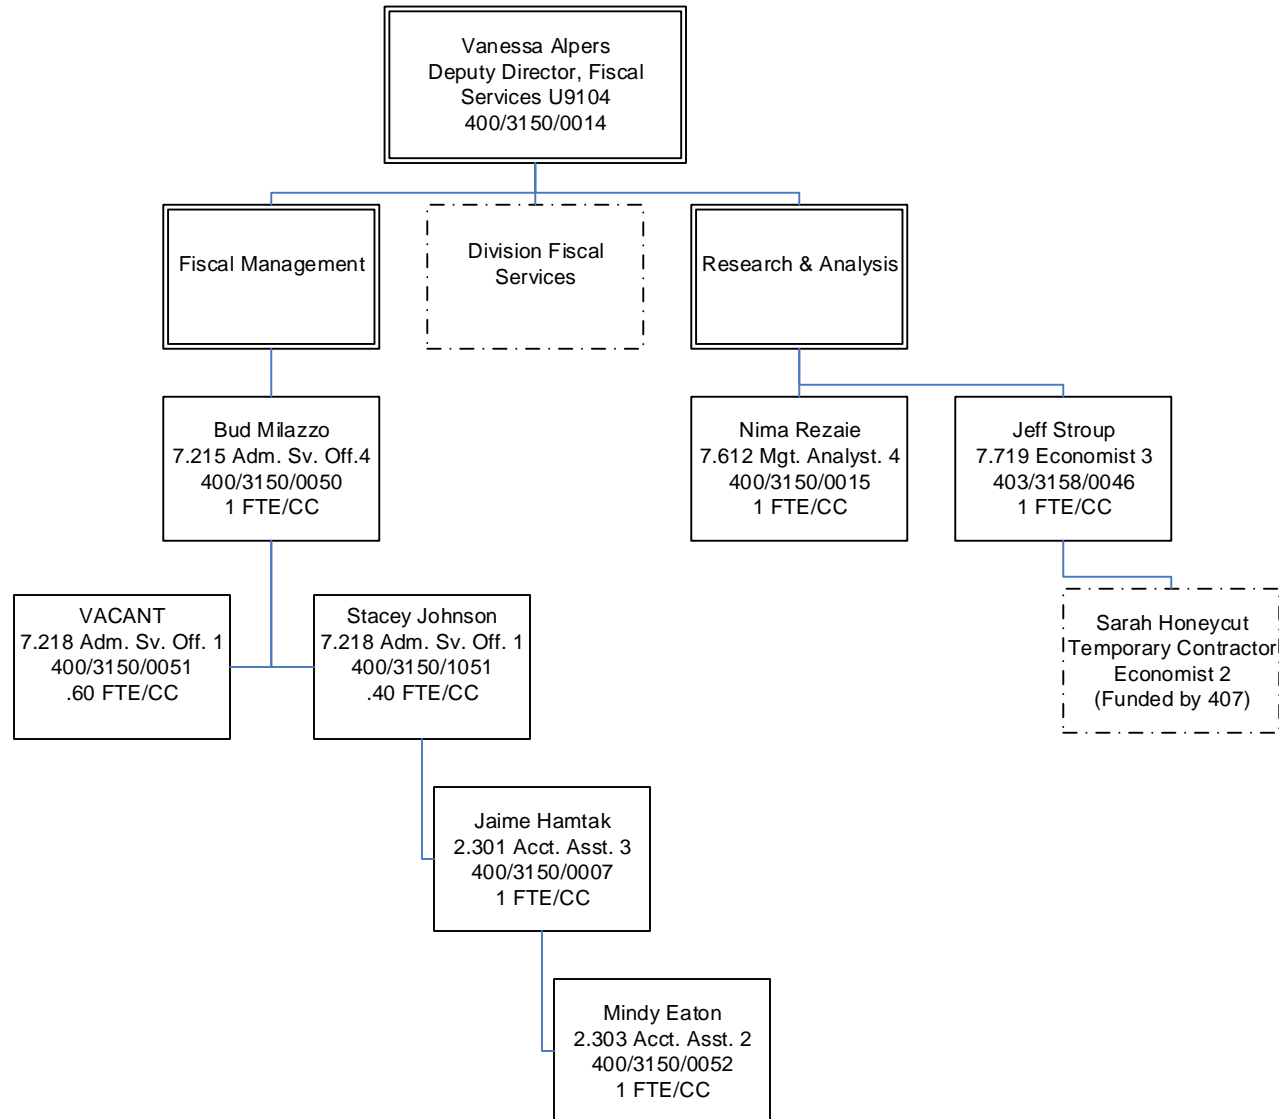 Vanessa Alpers
Deputy Director, Fiscal
Services U9104
400/3150/0014
Fiscal Management
Division Fiscal
Services
Research & Analysis
Bud Milazzo
7.215 Adm. Sv. Off.4
400/3150/0050
1 FTE/CC
Nima Rezaie
7.612 Mgt. Analyst. 4
400/3150/0015
1 FTE/CC
Jeff Stroup
7.719 Economist 3
403/3158/0046
1 FTE/CC
VACANT
7.218 Adm. Sv. Off. 1
400/3150/0051
.60 FTE/CC
Stacey Johnson
7.218 Adm. Sv. Off. 1
400/3150/1051
.40 FTE/CC
Sarah Honeycut
Temporary Contractor
Economist 2
(Funded by 407)
Jaime Hamtak
2.301 Acct. Asst. 3
400/3150/0007
1 FTE/CC
Mindy Eaton
2.303 Acct. Asst. 2
400/3150/0052
1 FTE/CC